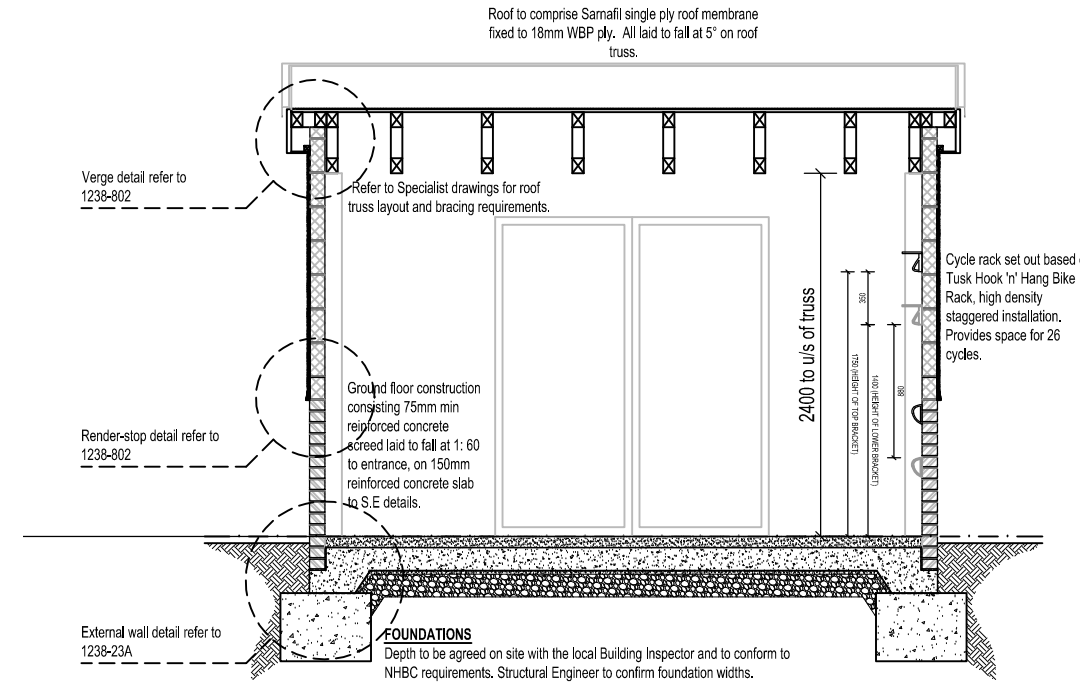 Roof to comprise Sarnafil single ply roof membrane
fixed to 18mm WBP ply. All laid to fall at 5° on roof
truss.
Verge detail refer to
1238-802
Refer to Specialist drawings for roof
truss layout and bracing requirements.
2400 to u/s of truss
1750 (HEIGHT OF TOP BRACKET)
350
1400 (HEIGHT OF LOWER BRACKET)
680
Cycle rack set out based
Tusk Hook 'n' Hang Bike
Rack, high density
staggered installation.
Provides space for 26
cycles.
Ground floor construction
consisting 75mm min
reinforced concrete
screed laid to fall at 1: 60
to entrance, on 150mm
reinforced concrete slab
to S.E details.
Render-stop detail refer to
1238-802
External wall detail refer to
1238-23A
FOUNDATIONS
Depth to be agreed on site with the local Building Inspector and to conform to
NHBC requirements. Structural Engineer to confirm foundation widths.